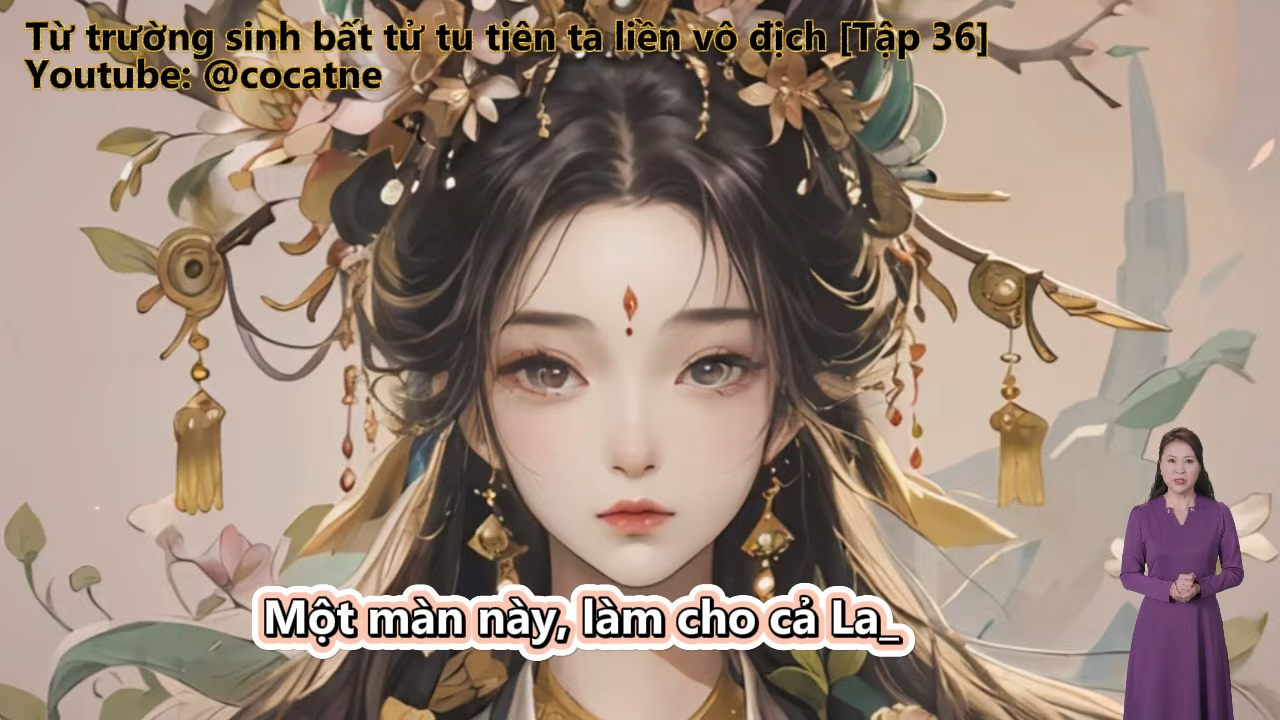 Từ trường sinh bất tử tu tiên ta liền vô địch [Tập 36]
Youtube: @cocatne
Một màn này, làm cho cả La_